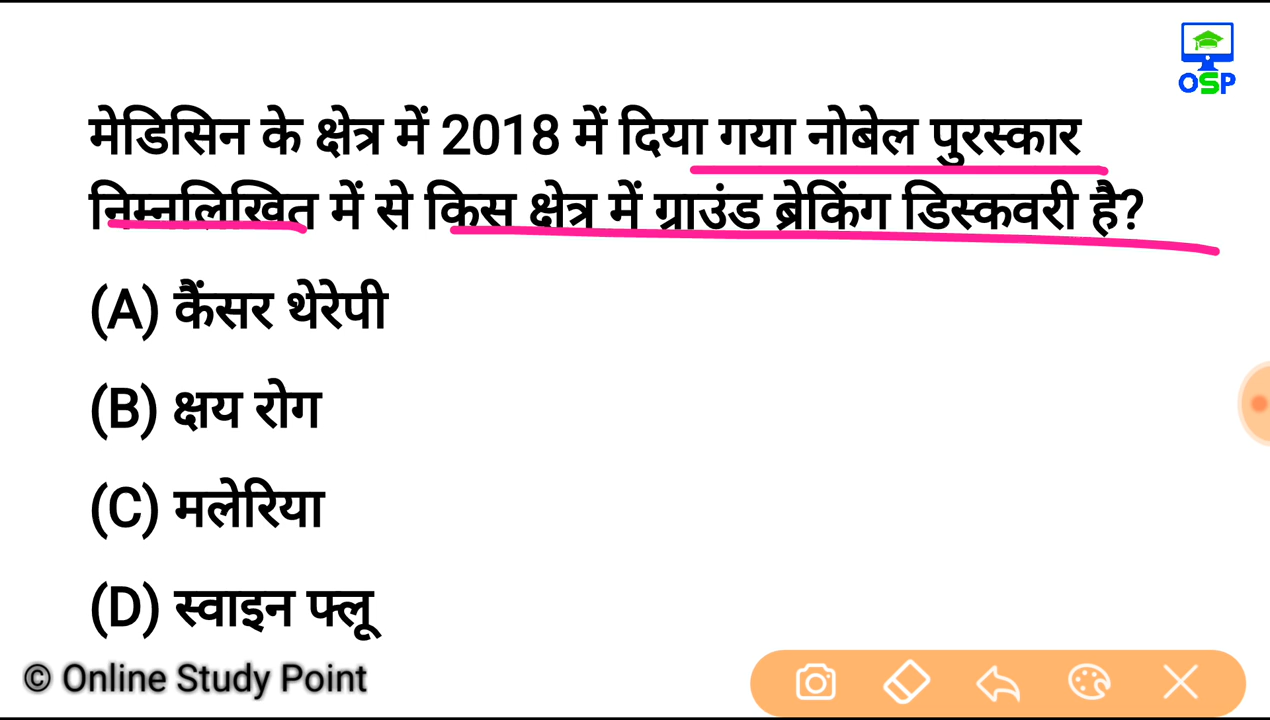 OSP
मेडिसिन के क्षेत्र में 2018 में दिया गया नोबेल पुरस्कार
निम्नलिखित में से किस क्षेत्र में ग्राउंड ब्रेकिंग डिस्कवरी है?
(A) कैंसर थेरेपी
(B) क्षय रोग
(C) मलेरिया
(D) स्वाइन फ्लू
© Online Study Point